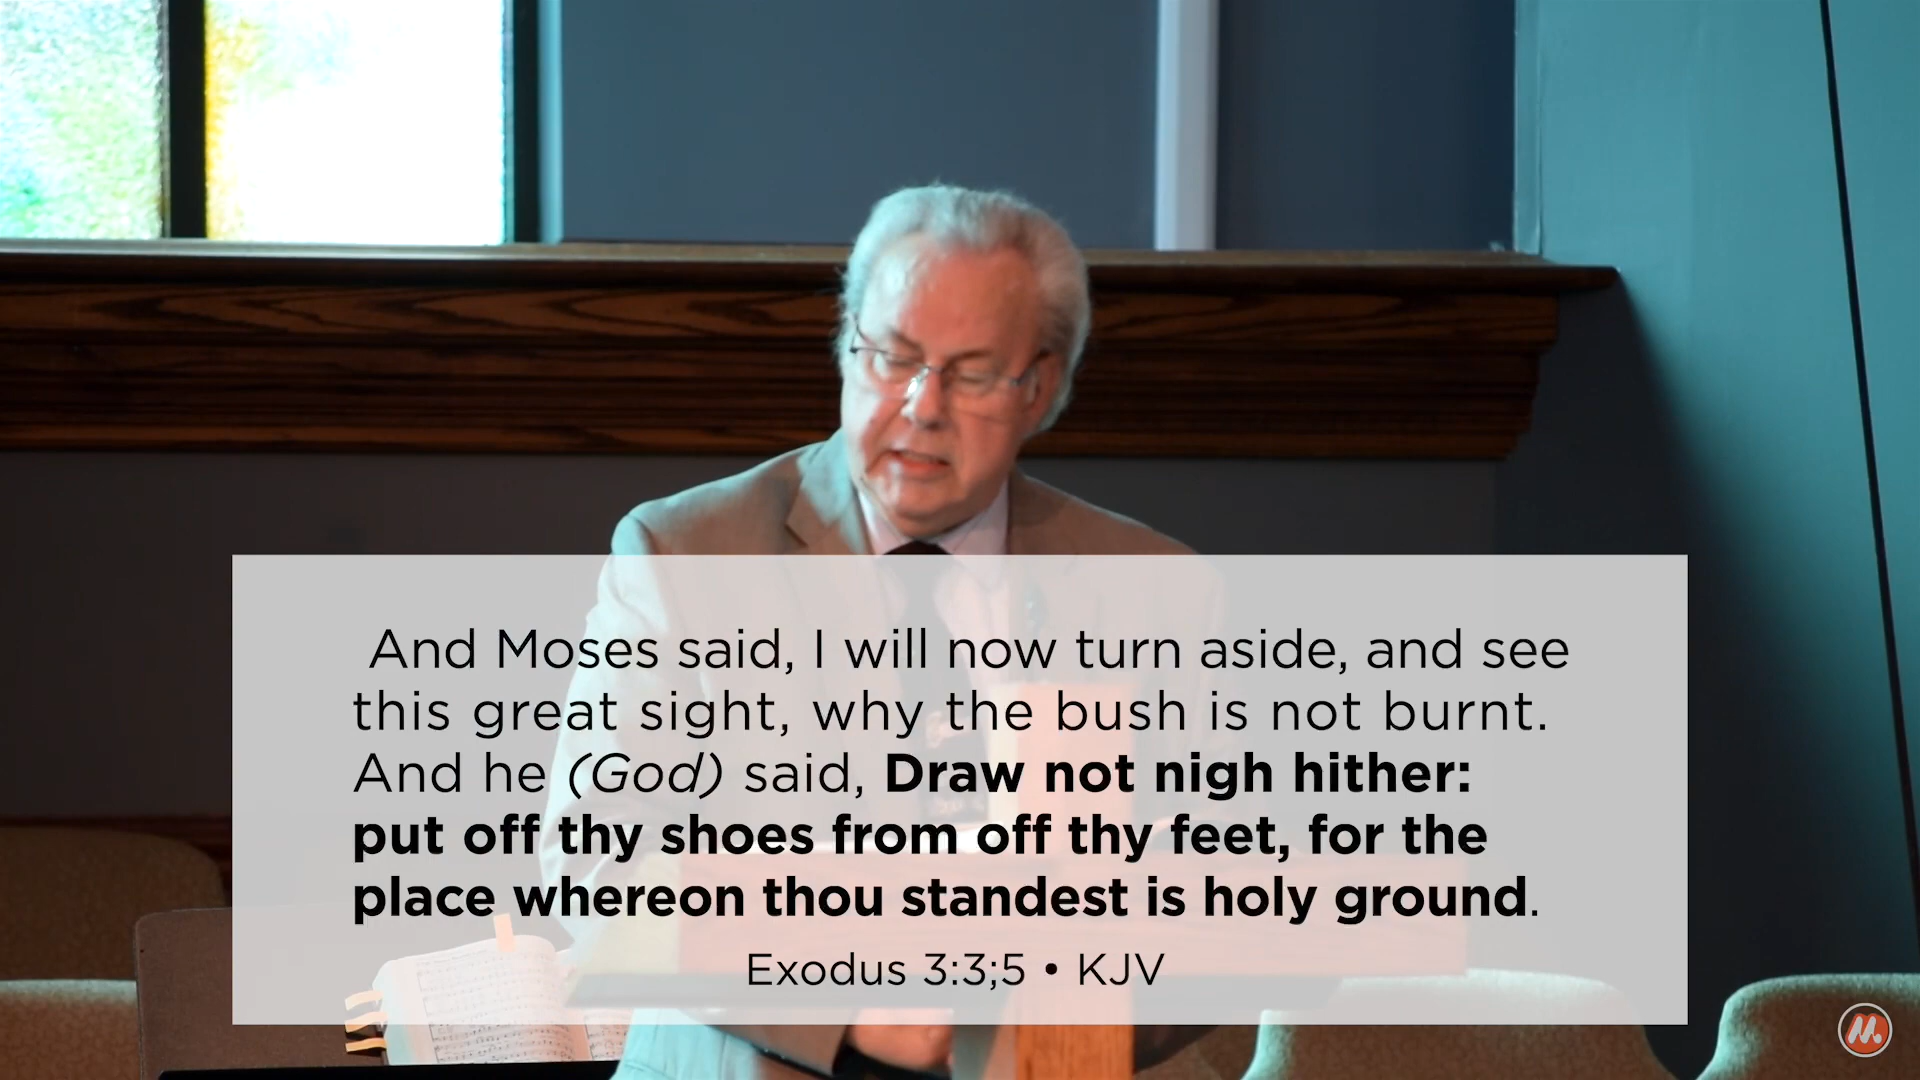 And Moses said, I will now turn aside, and see
this great sight, why the bush is not burnt.
And he (God) said, Draw not nigh hither:
put off thy shoes from off thy feet, for the
place whereon thou standest is holy ground.
Exodus 3:3;5 • KJV
M